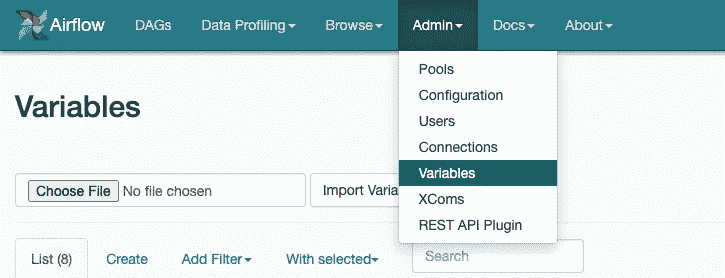 Airflow DAGs Data Profiling Browse Admin Docs About
Pools
Configuration
Users
Connections
Variables
XComs
REST API Plugin
Variables
Choose File No file chosen Import Varia
List (8) Create Add Filter With selected Search